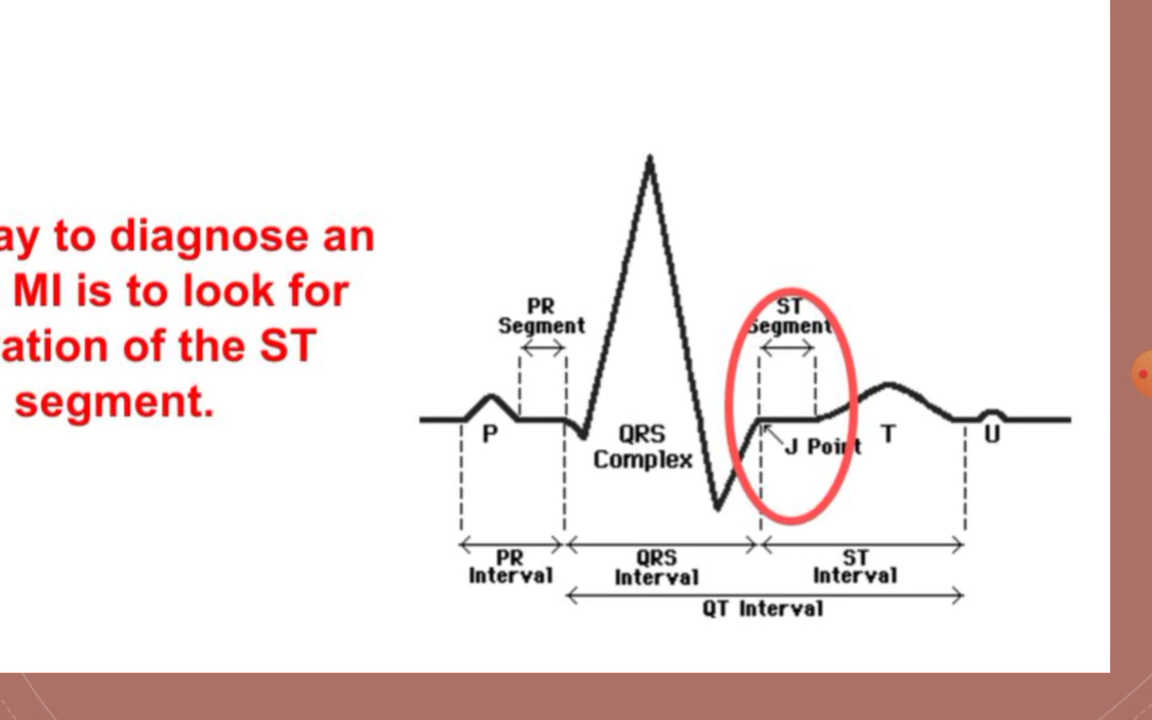 ay to diagnose an
MI is to look for
ation of the ST
segment.
PR
Segment
ST
Segment
P
QRS
Complex
J Point
T
U
PR
Interval
QRS
Interval
ST
Interval
QT Interval